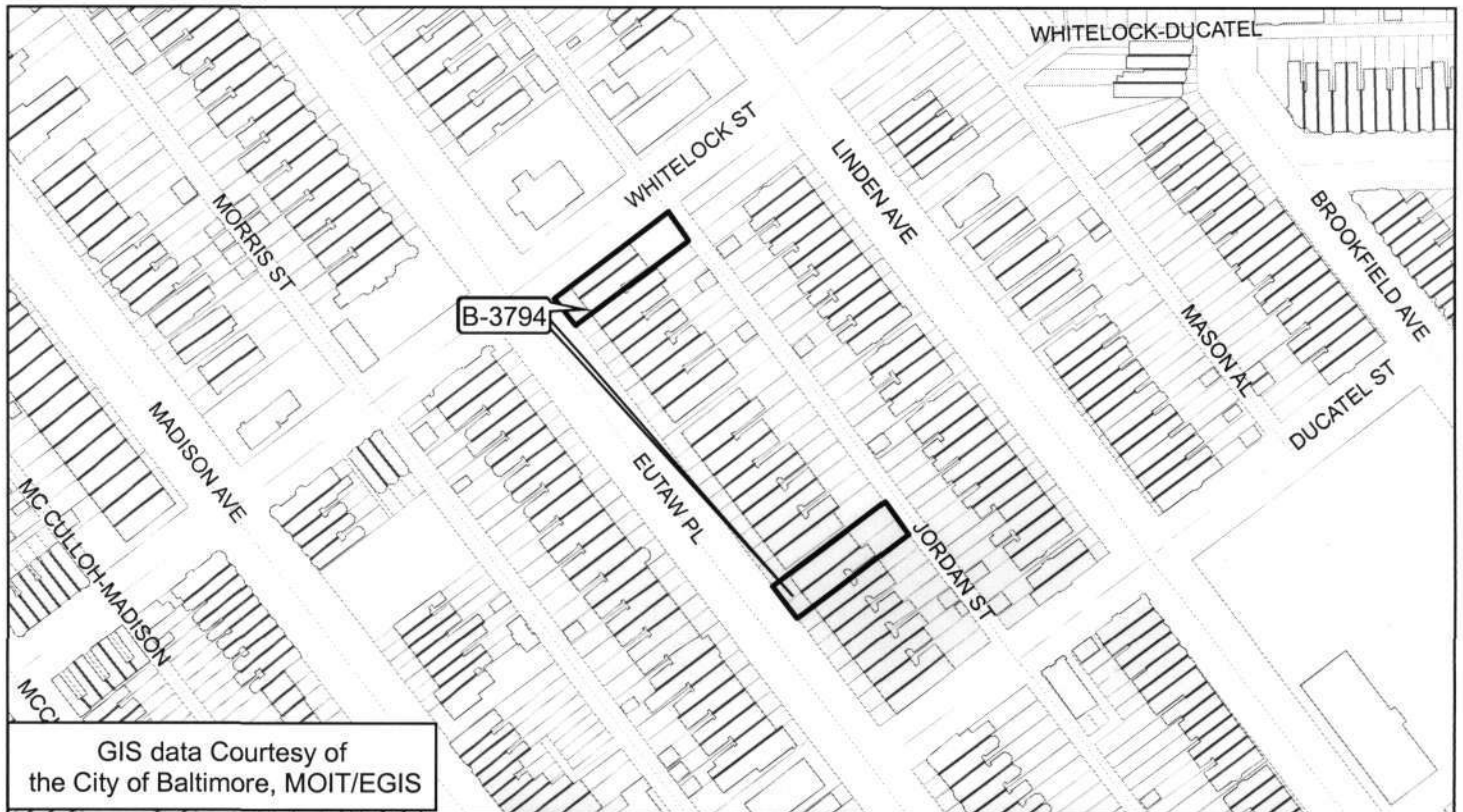 WHITELOCK-DUCATEL
WHITELOCK ST
LINDEN AVE
MORRIS ST
BROOKFIELD AVE
B-3794
MASON AL
MADISON AVE
DUCATEL ST
EUTAW PL
MC CULLOH-MADISON
JORDAN ST
GIS data Courtesy of
the City of Baltimore, MOIT/EGIS